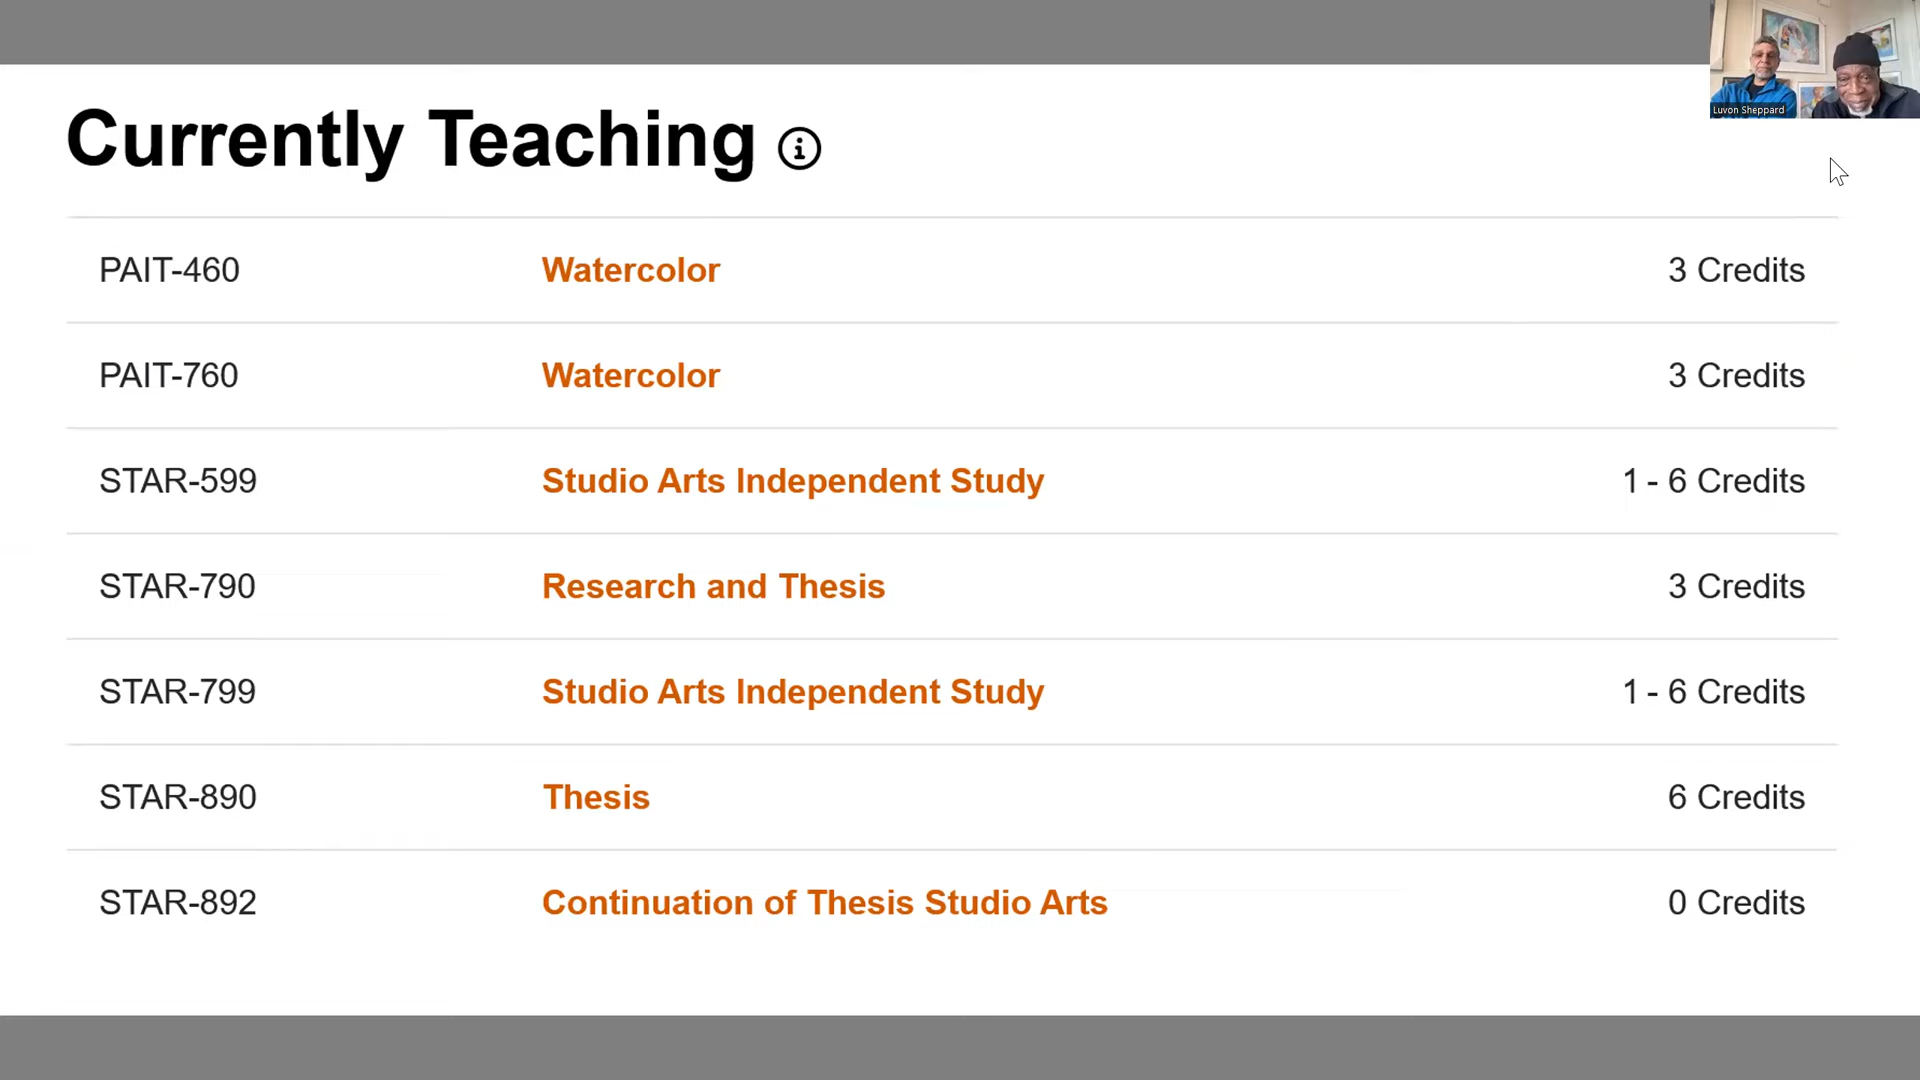 Luvon Sheppard
Currently Teaching
PAIT-460 Watercolor 3 Credits
PAIT-760 Watercolor 3 Credits
STAR-599 Studio Arts Independent Study 1 - 6 Credits
STAR-790 Research and Thesis 3 Credits
STAR-799 Studio Arts Independent Study 1 - 6 Credits
STAR-890 Thesis 6 Credits
STAR-892 Continuation of Thesis Studio Arts 0 Credits